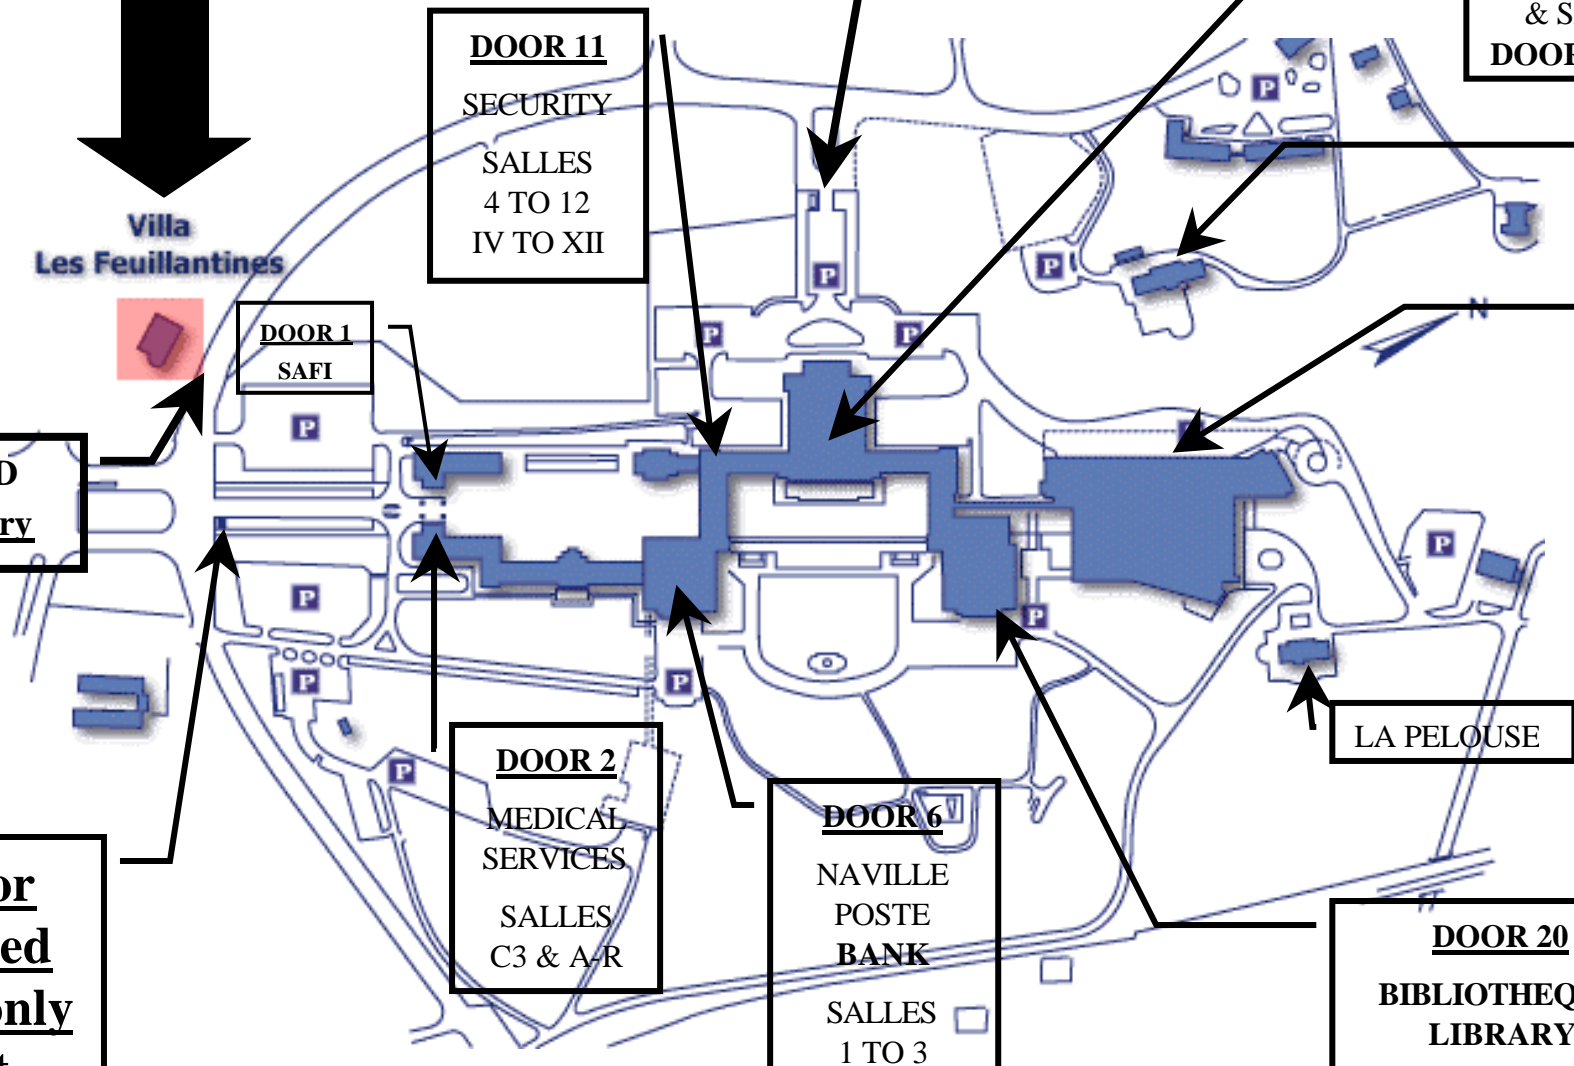 DOOR 11
SECURITY
SALLES
4 TO 12
IV TO XII
& S
DOOR
P
Villa
Les Feuillantines
P
P
DOOR 1
SAFI
P
P
N
P
P
D
ry
P
P
P
P
P
LA PELOUSE
P
DOOR 2
MEDICAL
SERVICES
SALLES
C3 & A-R
DOOR 6
NAVILLE
POSTE
BANK
SALLES
1 TO 3
or
ed
only
DOOR 20
BIBLIOTHEQ
LIBRARY